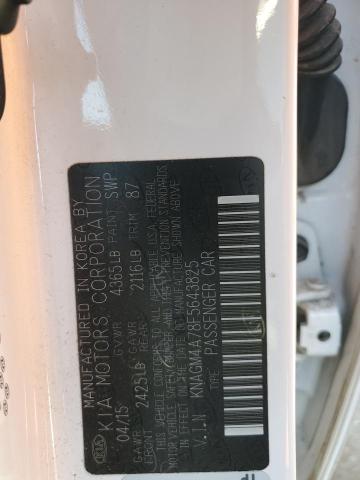 MANUFACTURED IN KOREA BY
KIA KIA MOTORS CORPORATION
04/15 GVWR 4365LB PAINT SWP
GAWR FRONT 2425LB GAWR REAR 2116LB TRIM 87
THIS VEHICLE CONFORMS TO ALL APPLICABLE U.S.A. FEDERAL
MOTOR VEHICLE SAFETY, BUMPER, AND THEFT PREVENTION STANDARDS
IN EFFECT ON THE DATE OF MANUFACTURE SHOWN ABOVE.
V.I.N KNAGM4A78F5643825
TYPE: PASSENGER CAR